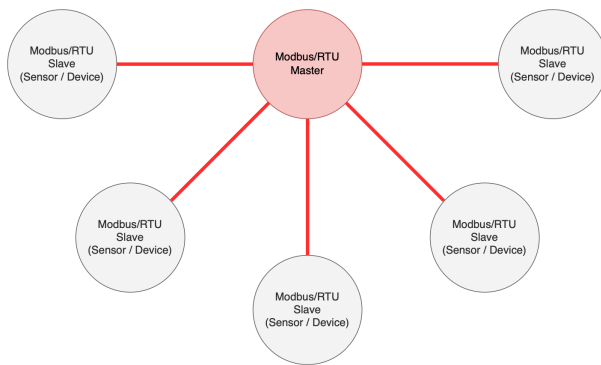 Modbus/RTU
Slave
(Sensor / Device)
Modbus/RTU
Master
Modbus/RTU
Slave
(Sensor / Device)
Modbus/RTU
Slave
(Sensor / Device)
Modbus/RTU
Slave
(Sensor / Device)
Modbus/RTU
Slave
(Sensor / Device)